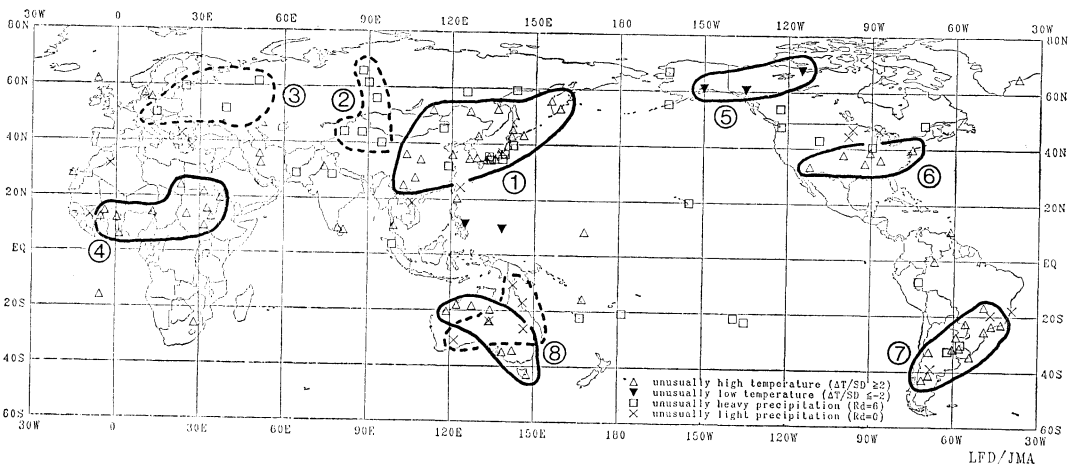 30W 0 30E 60E 90E 120E 150E 180 150W 120W 90W 60W 30W
80N 80N
60N 60N
40N 40N
20N 20N
EQ EQ
20S 20S
40S 40S
60S 60S
① ② ③ ④ ⑤ ⑥ ⑦ ⑧
△ unusually high temperature (ΔT/SD ≥2)
▼ unusually low temperature (ΔT/SD ≤-2)
□ unusually heavy precipitation (Rd=6)
× unusually light precipitation (Rd=0)
30W 0 30E 60E 90E 120E 150E 180 150W 120W 90W 60W 30W
LFD/JMA